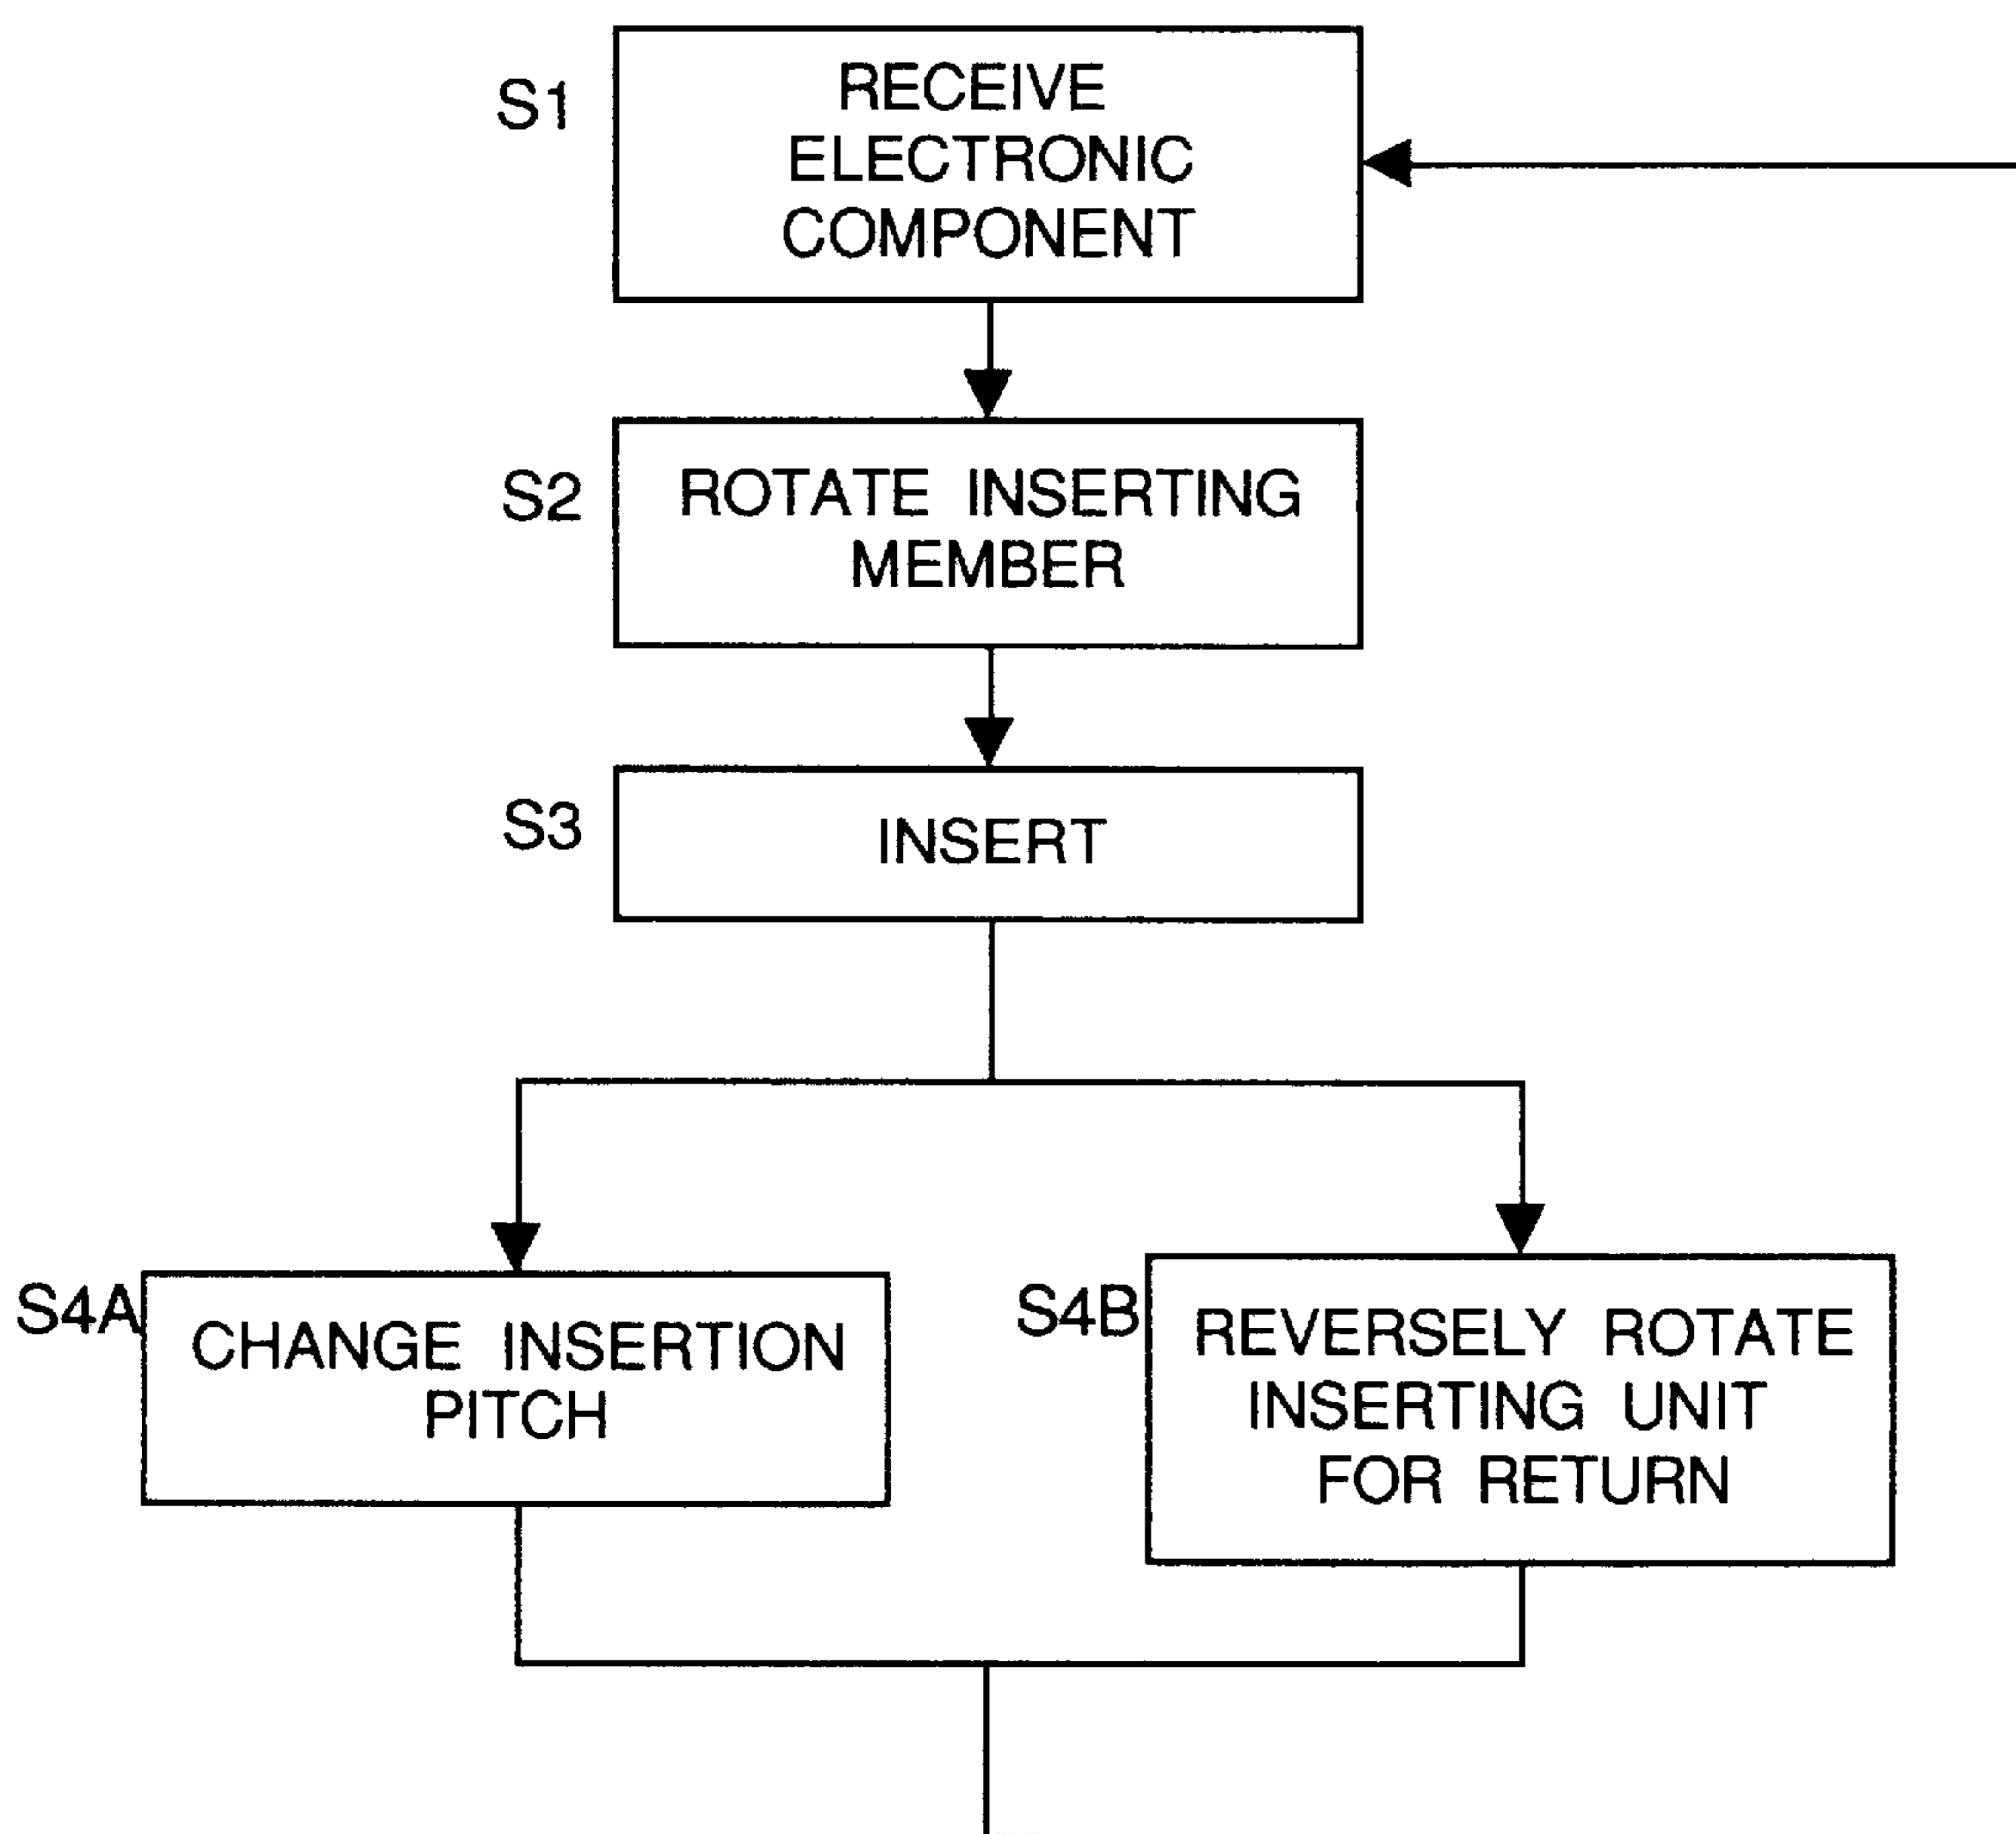 S1
RECEIVE
ELECTRONIC
COMPONENT
S2
ROTATE INSERTING
MEMBER
S3
INSERT
S4A
CHANGE INSERTION
PITCH
S4B
REVERSELY ROTATE
INSERTING UNIT
FOR RETURN